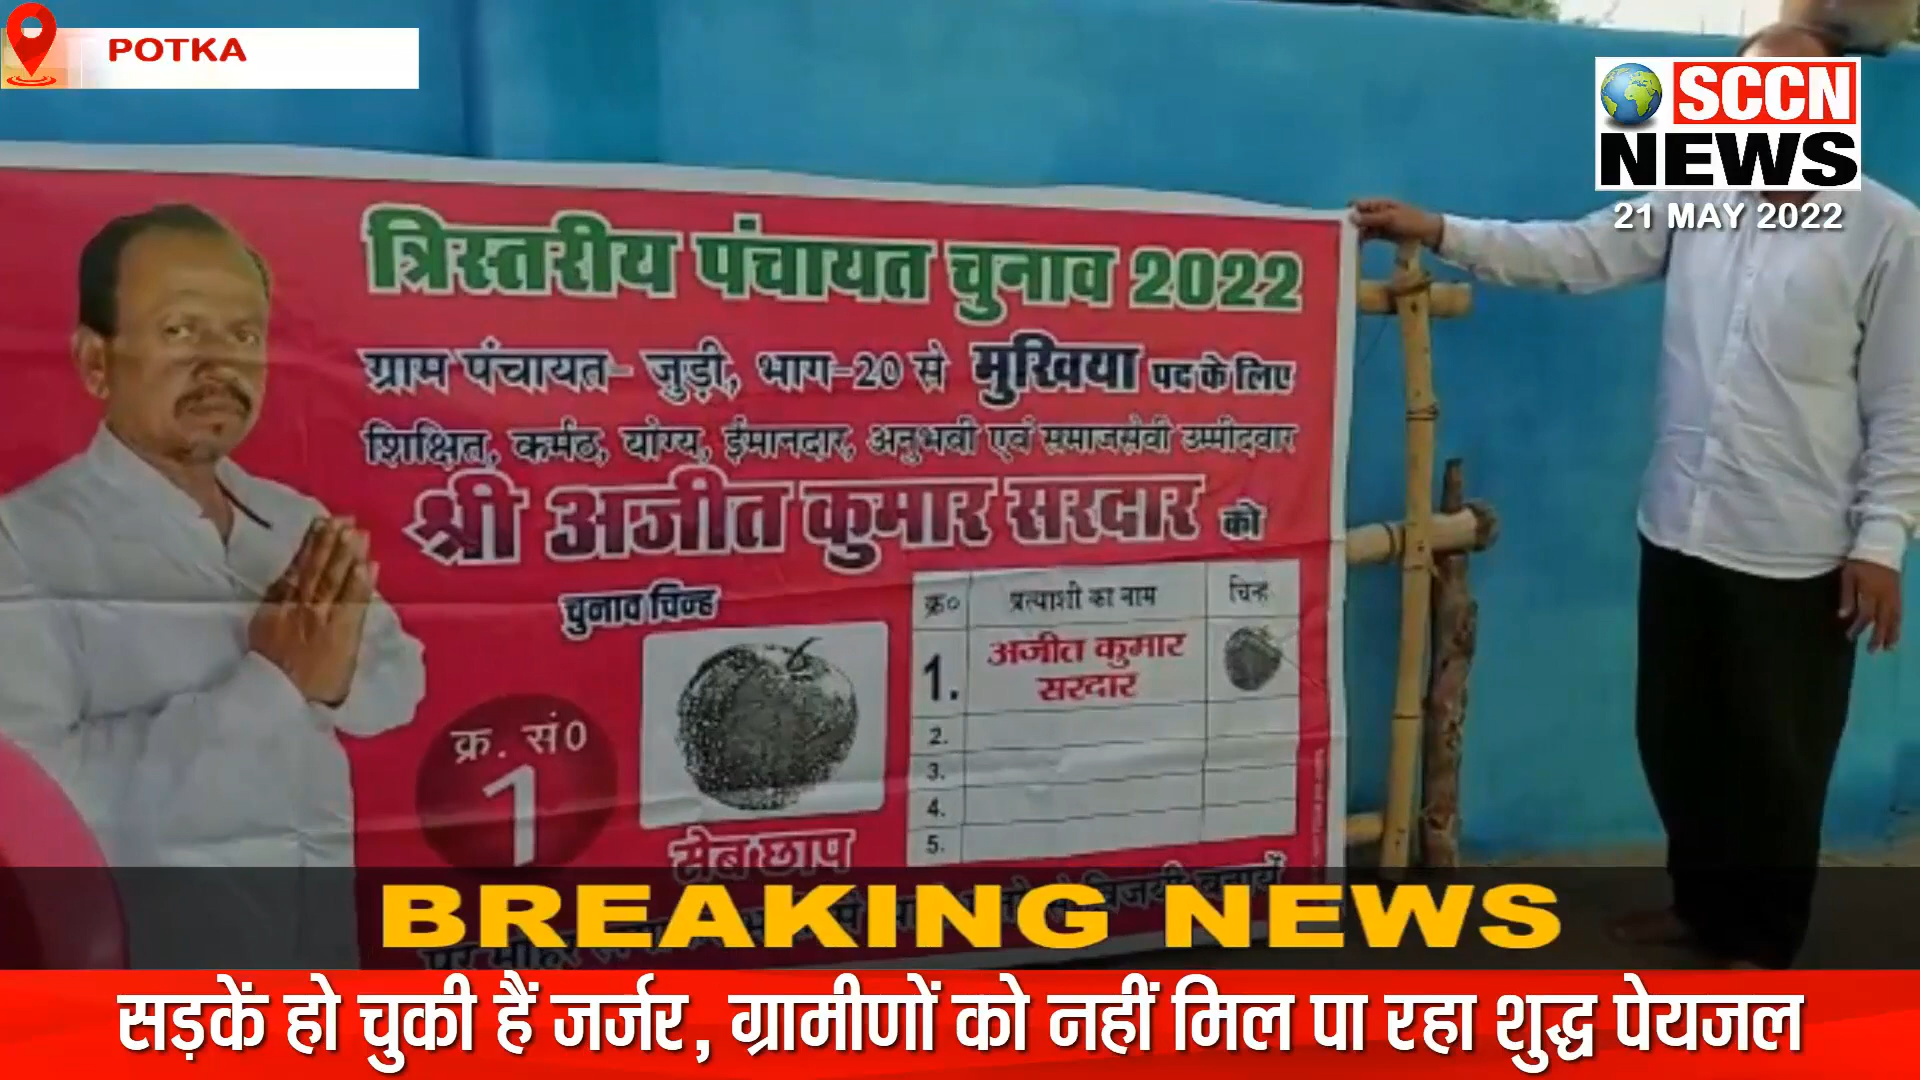 POTKA
SCCN
NEWS
21 MAY 2022
त्रिस्तरीय पंचायत चुनाव 2022
ग्राम पंचायत- जुड़ी, भाग-20 से मुखिया पद के लिए
शिक्षित, कर्मठ, योग्य, ईमानदार, अनुभवी एवं समाजसेवी उम्मीदवार
श्री अजीत कुमार सरदार को
चुनाव चिन्ह
क्र. सं0
1
सेब छाप
क्र० प्रत्याशी का नाम चिन्ह
1. अजीत कुमार सरदार
2.
3.
4.
5.
पर मोहर
BREAKING NEWS
सड़कें हो चुकी हैं जर्जर, ग्रामीणों को नहीं मिल पा रहा शुद्ध पेयजल